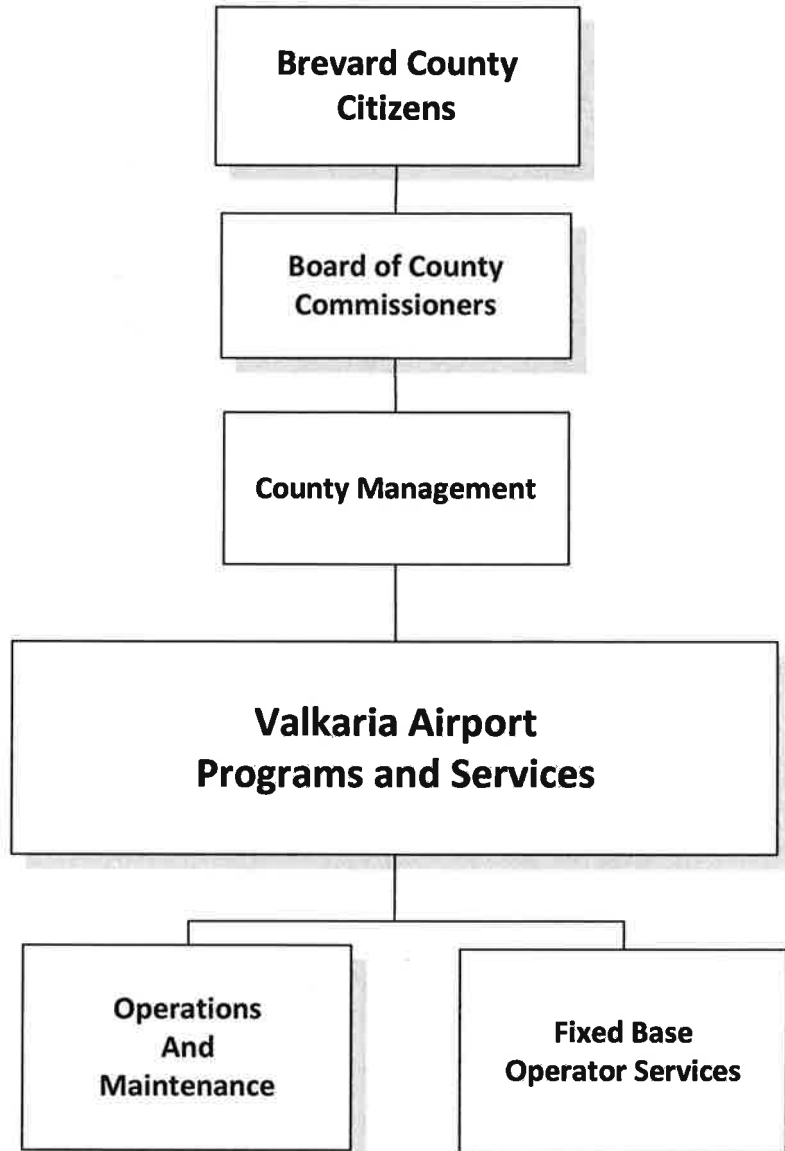 Brevard County
Citizens
Board of County
Commissioners
County Management
Valkaria Airport
Programs and Services
Operations
And
Maintenance
Fixed Base
Operator Services